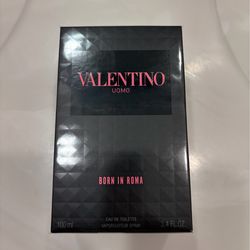 VALENTINO
UOMO
BORN IN ROMA
EAU DE TOILETTE
VAPORISATEUR SPRAY
100 ml 3.4 FL.OZ.